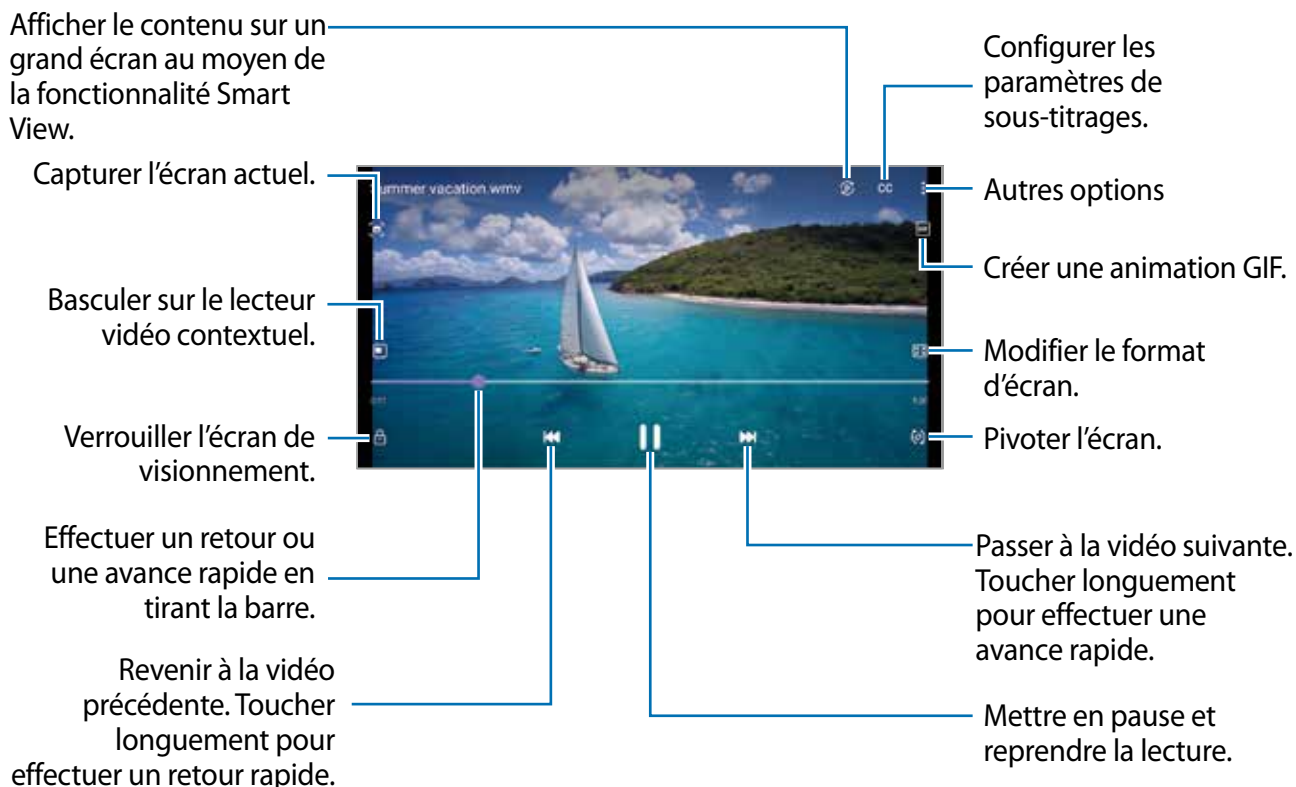 Afficher le contenu sur un
grand écran au moyen de
la fonctionnalité Smart
View.
Configurer les
paramètres de
sous-titrages.
Capturer l'écran actuel.
Summer vacation.wmv
CC
Autres options
Créer une animation GIF.
Basculer sur le lecteur
vidéo contextuel.
Modifier le format
d'écran.
Verrouiller l'écran de
visionnement.
Pivoter l'écran.
Effectuer un retour ou
une avance rapide en
tirant la barre.
Passer à la vidéo suivante.
Toucher longuement
pour effectuer une
avance rapide.
Revenir à la vidéo
précédente. Toucher
longuement pour
effectuer un retour rapide.
Mettre en pause et
reprendre la lecture.